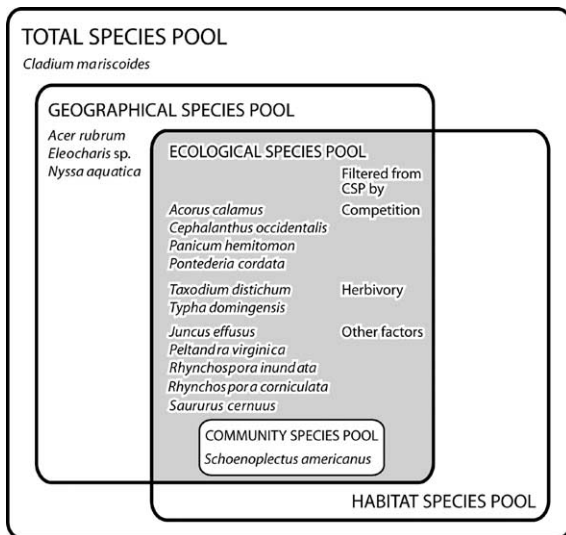 TOTAL SPECIES POOL
Cladium mariscoides
GEOGRAPHICAL SPECIES POOL
Acer rubrum
Eleocharis sp.
Nyssa aquatica
ECOLOGICAL SPECIES POOL
Filtered from
CSP by
Acorus calamus Competition
Cephalanthus occidentalis
Panicum hemitomon
Pontederia cordata
Taxodium distichum Herbivory
Typha domingensis
Juncus effusus Other factors
Peltandra virginica
Rhynchospora inundata
Rhynchospora corniculata
Saururus cernuus
COMMUNITY SPECIES POOL
Schoenoplectus americanus
HABITAT SPECIES POOL